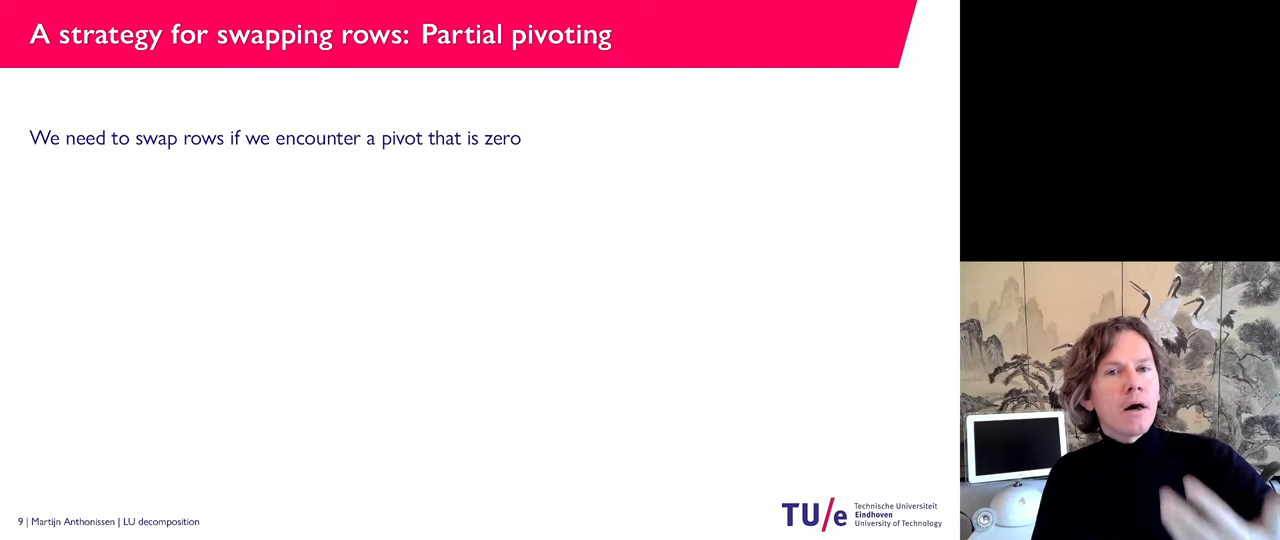 A strategy for swapping rows: Partial pivoting
We need to swap rows if we encounter a pivot that is zero
9 | Martijn Anthonissen | LU decomposition
TU/e
Technische Universiteit
Eindhoven
University of Technology